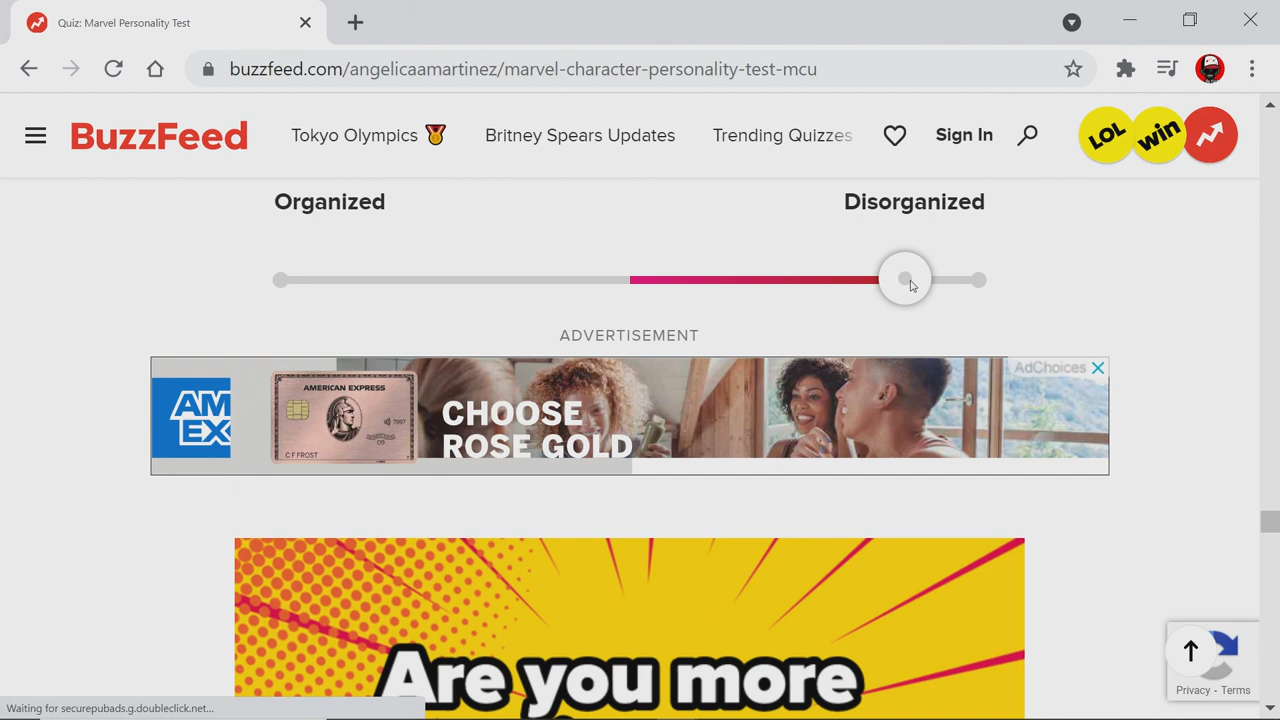 Quiz: Marvel Personality Test
buzzfeed.com/angelicaamartinez/marvel-character-personality-test-mcu
BuzzFeed
Tokyo Olympics
Britney Spears Updates
Trending Quizzes
Sign In
LOL
win
Organized
Disorganized
ADVERTISEMENT
AdChoices
AM
EX
AMERICAN EXPRESS
C F FROST
CHOOSE
ROSE GOLD
Are you more
Privacy - Terms
Waiting for securepubads.g.doubleclick.net...